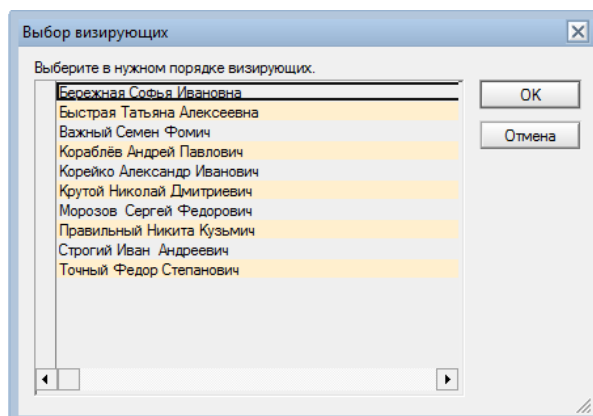 Выбор визирующих
Выберите в нужном порядке визирующих.
Бережная Софья Ивановна
Быстрая Татьяна Алексеевна
Важный Семен Фомич
Кораблёв Андрей Павлович
Корейко Александр Иванович
Крутой Николай Дмитриевич
Морозов Сергей Федорович
Правильный Никита Кузьмич
Строгий Иван Андреевич
Точный Федор Степанович
OK
Отмена